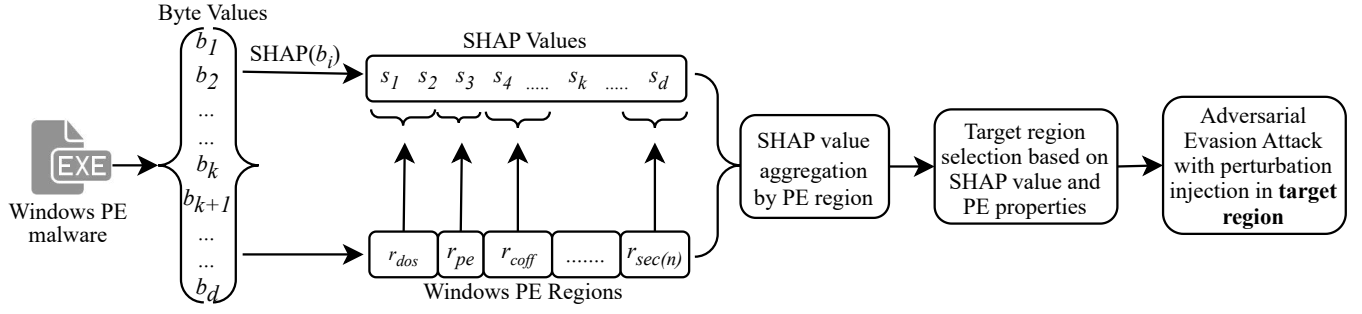 Byte Values
b1
b2
...
...
bk
bk+1
...
...
bd
EXE
Windows PE
malware
SHAP(bi)
SHAP Values
s1 s2 s3 s4 ..... sk ..... sd
rdos rpe rcoff ........ rsec(n)
Windows PE Regions
SHAP value
aggregation
by PE region
Target region
selection based on
SHAP value and
PE properties
Adversarial
Evasion Attack
with perturbation
injection in target
region